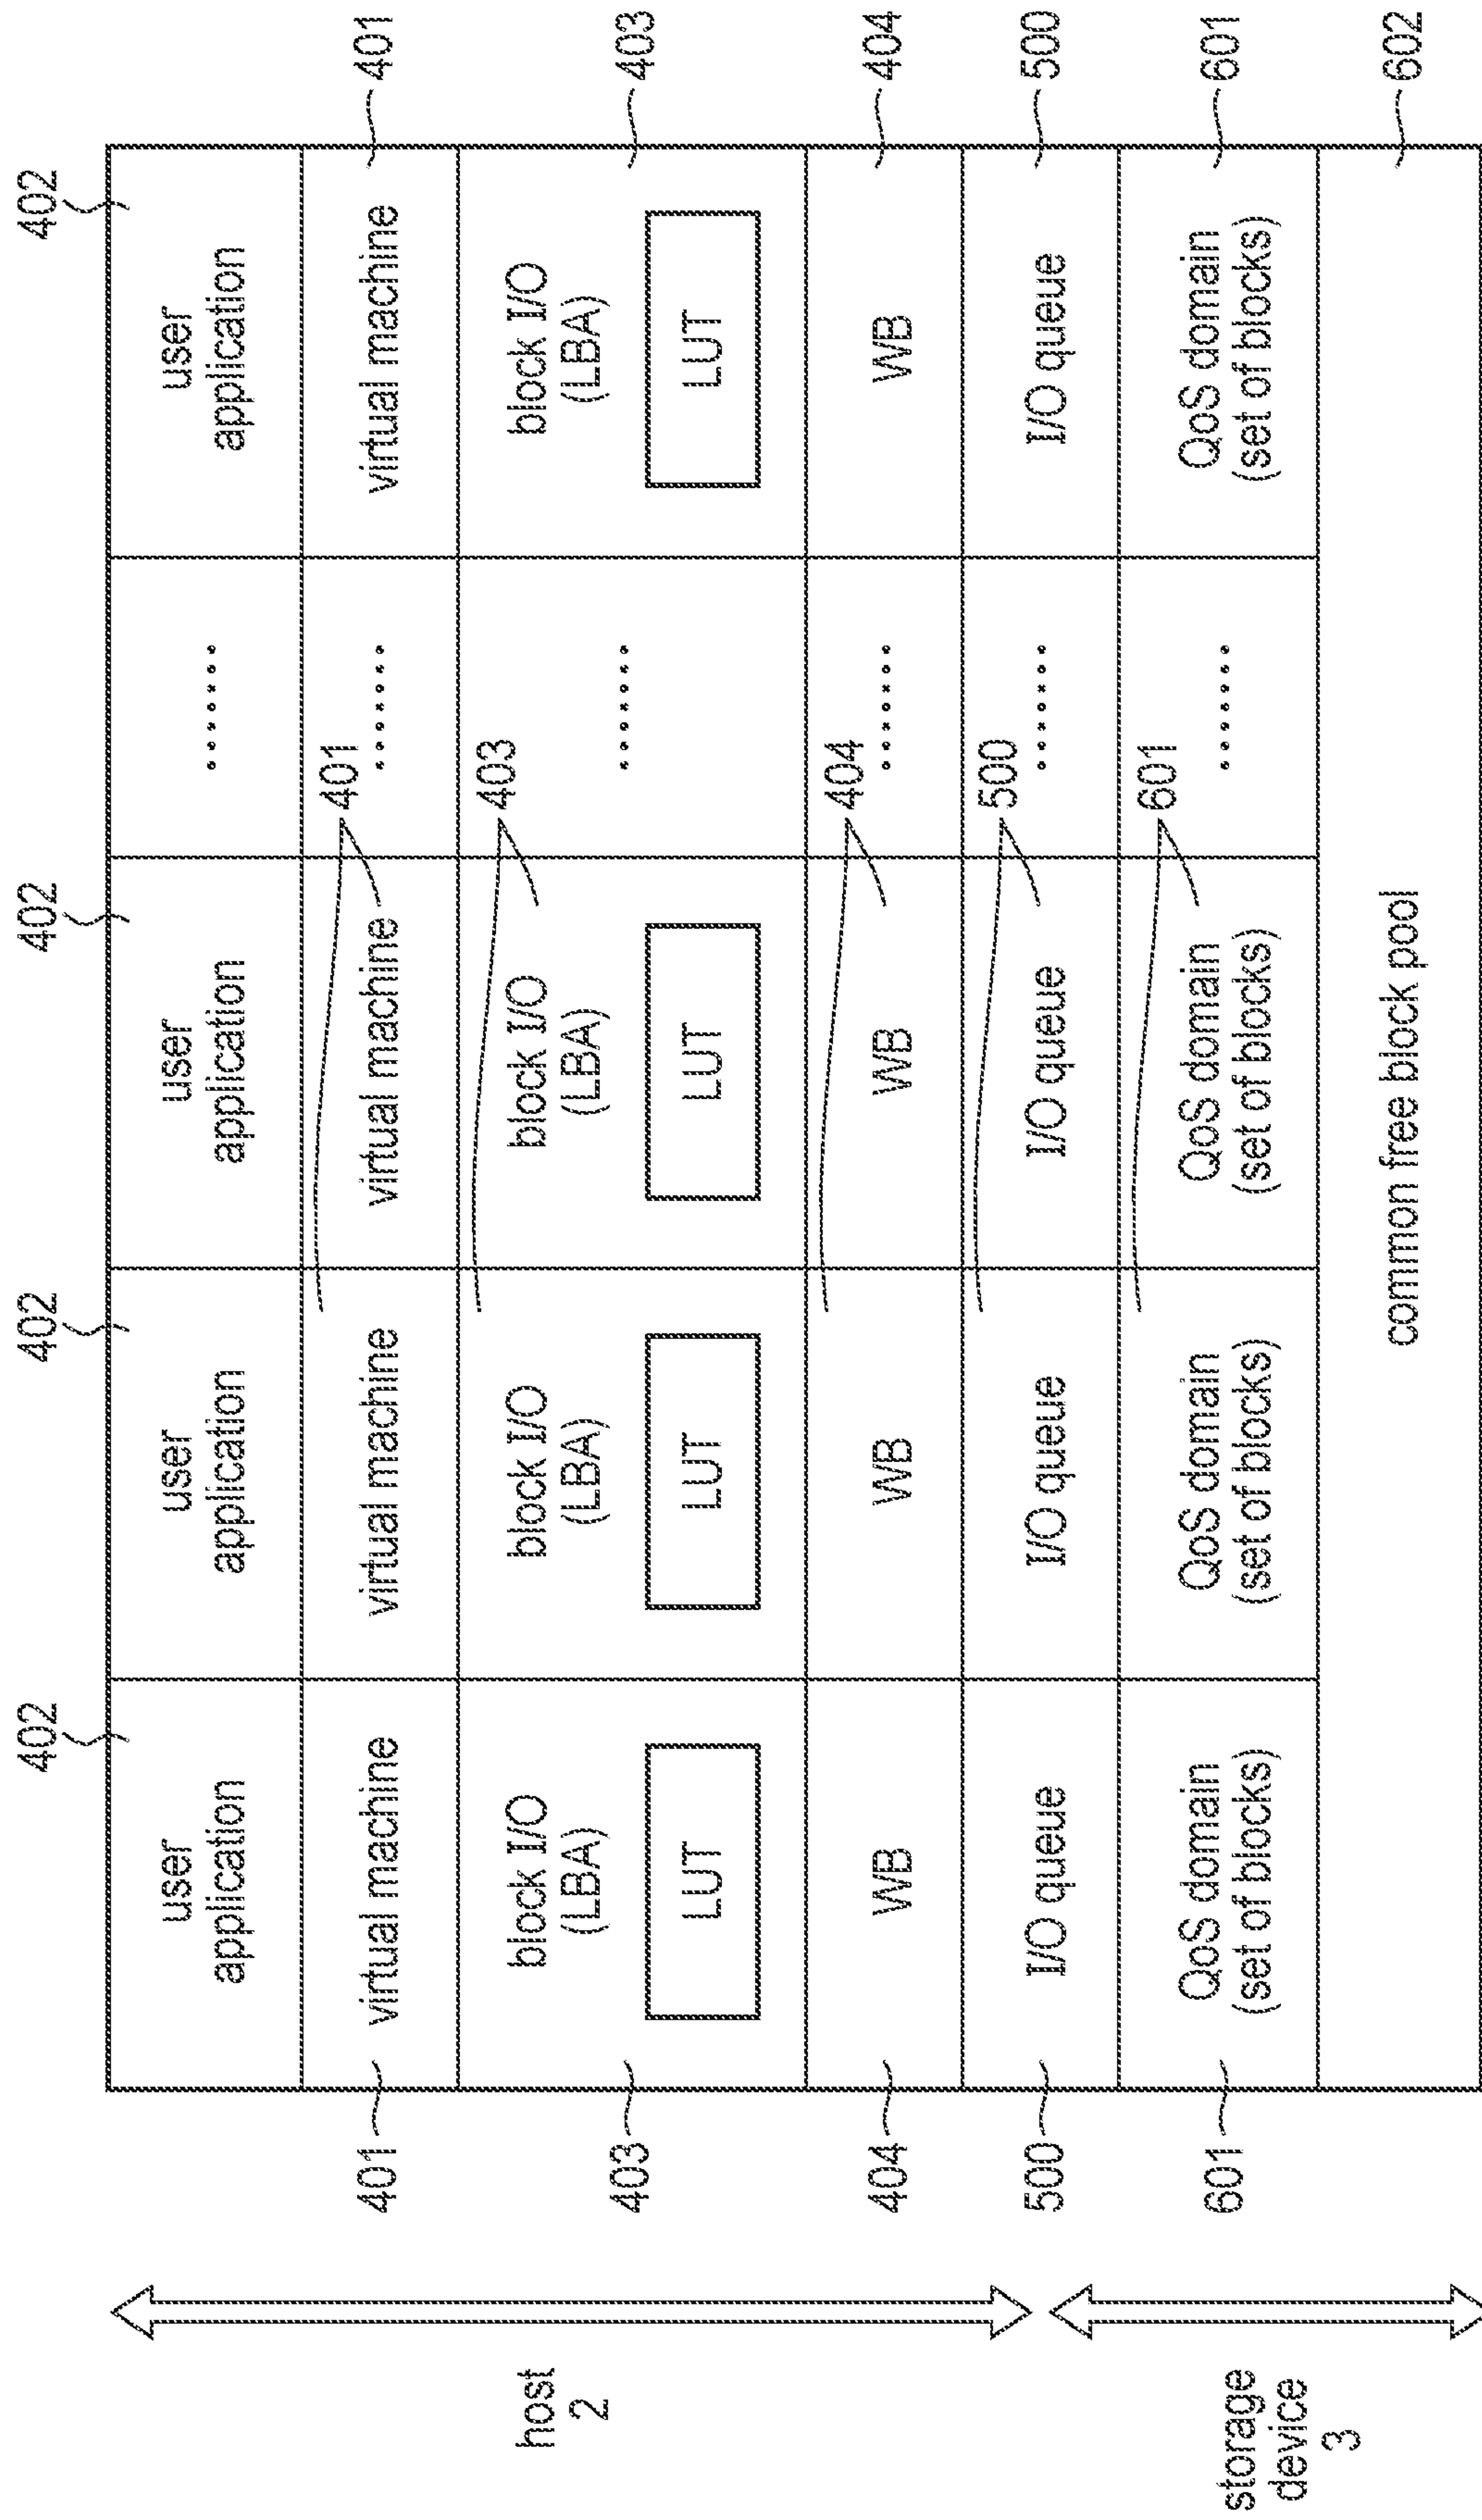 402
402
402
402
user
application
user
application
user
application
.......
user
application
401
virtual machine
virtual machine
virtual machine
401
.......
virtual machine
401
host
2
403
block I/O
(LBA)
LUT
block I/O
(LBA)
LUT
block I/O
(LBA)
LUT
403
.......
block I/O
(LBA)
LUT
403
404
WB
WB
WB
404
.......
WB
404
500
I/O queue
I/O queue
I/O queue
500
.......
I/O queue
500
storage
device
3
601
QoS domain
(set of blocks)
QoS domain
(set of blocks)
QoS domain
(set of blocks)
601
.......
QoS domain
(set of blocks)
601
common free block pool
602